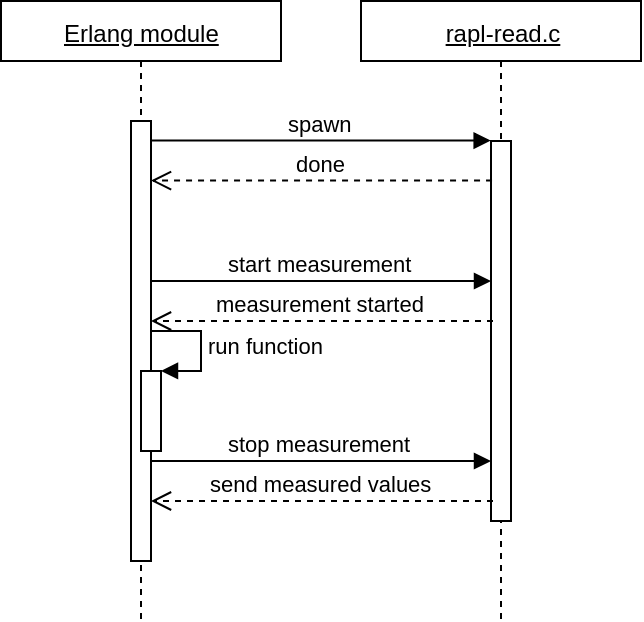 Erlang module
rapl-read.c
spawn
done
start measurement
measurement started
run function
stop measurement
send measured values